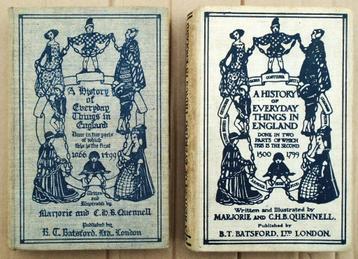 A History
of
Everyday
Things in
England
Done in two parts
of which
this is the first
1066 1499
Written
and
Illustrated by
Marjorie and C.H.B. Quennell
Published by
B.T. Batsford, Ltd., London
A HISTORY
OF
EVERYDAY
THINGS IN
ENGLAND
DONE IN TWO
PARTS OF WHICH
THIS IS THE SECOND
1500 1799
Written and Illustrated by
MARJORIE AND C.H.B. QUENNELL.
Published by
B.T. BATSFORD, LTD LONDON.